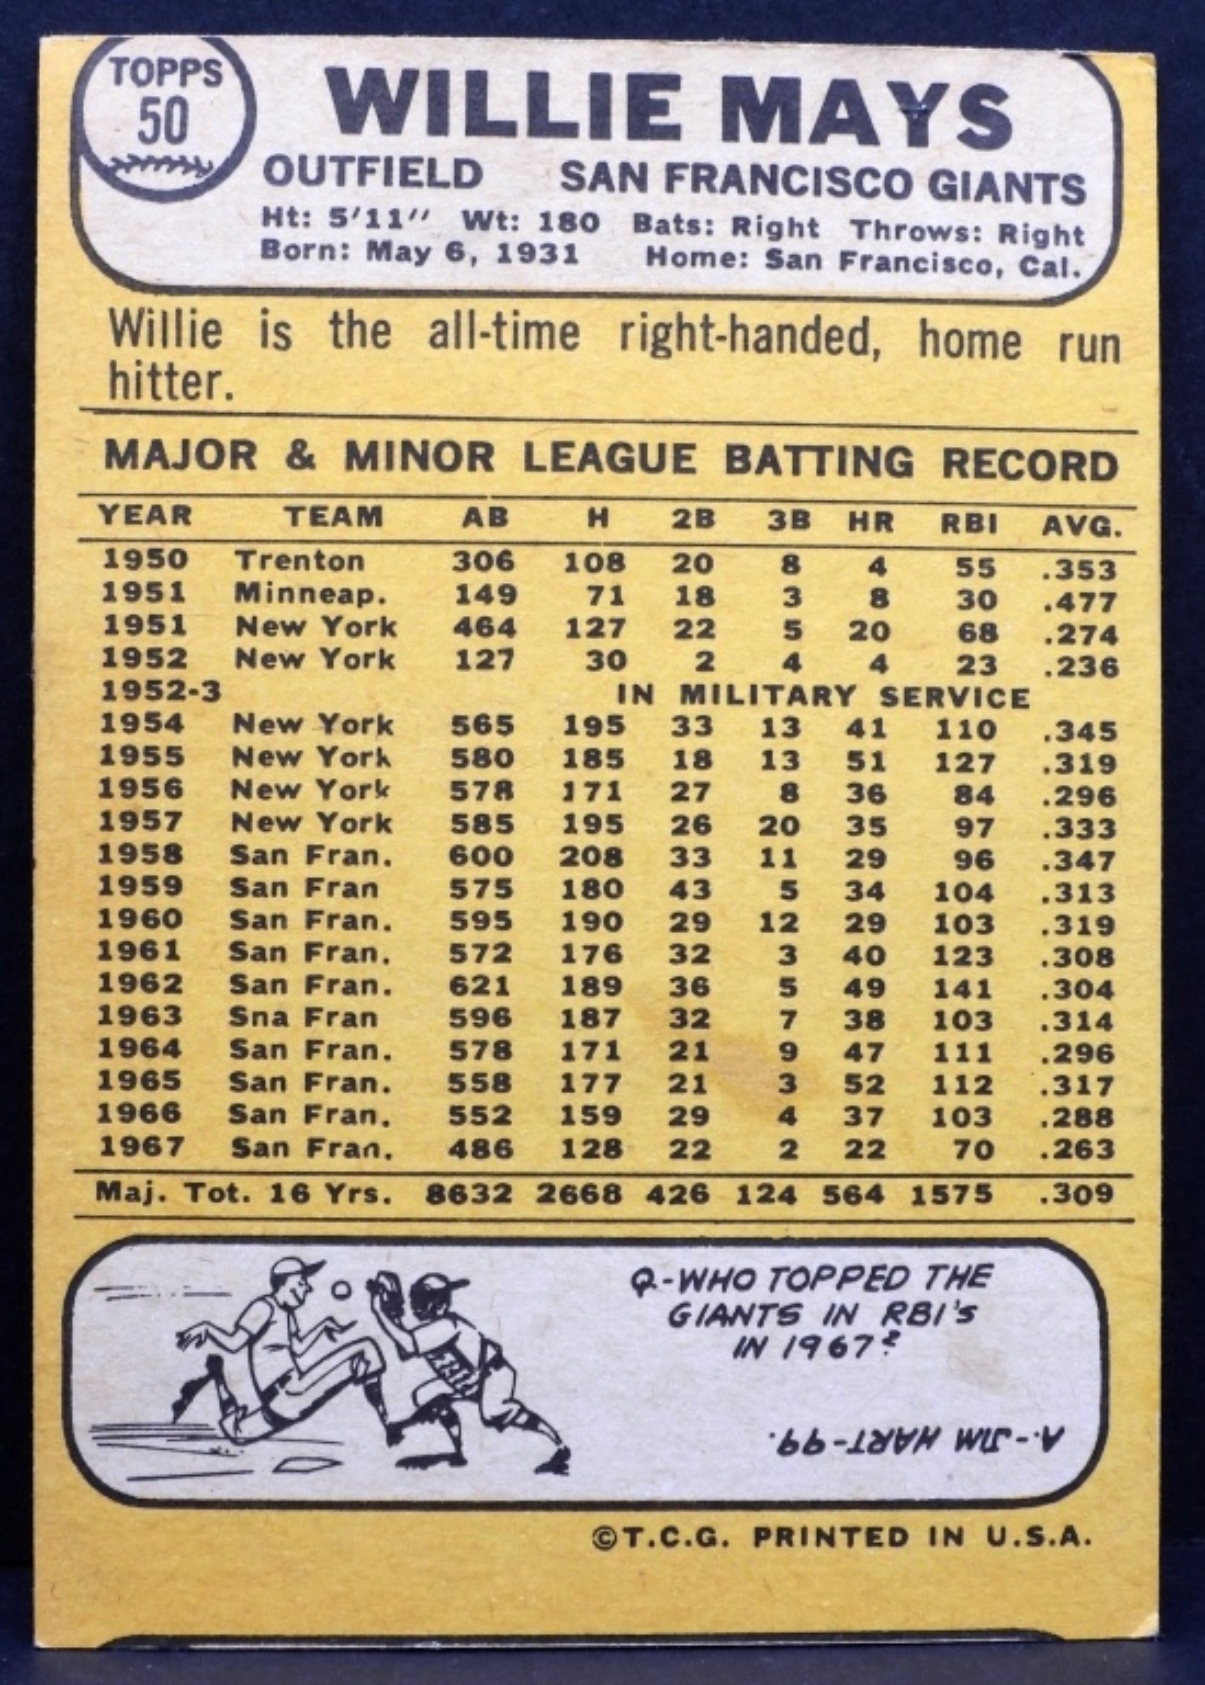 TOPPS
50
WILLIE MAYS
OUTFIELD SAN FRANCISCO GIANTS
Ht: 5'11" Wt: 180 Bats: Right Throws: Right
Born: May 6, 1931 Home: San Francisco, Cal.
Willie is the all-time right-handed, home run
hitter.
MAJOR & MINOR LEAGUE BATTING RECORD
YEAR TEAM AB H 2B 3B HR RBI AVG.
1950 Trenton 306 108 20 8 4 55 .353
1951 Minneap. 149 71 18 3 8 30 .477
1951 New York 464 127 22 5 20 68 .274
1952 New York 127 30 2 4 4 23 .236
1952-3 IN MILITARY SERVICE
1954 New York 565 195 33 13 41 110 .345
1955 New York 580 185 18 13 51 127 .319
1956 New York 578 171 27 8 36 84 .296
1957 New York 585 195 26 20 35 97 .333
1958 San Fran. 600 208 33 11 29 96 .347
1959 San Fran 575 180 43 5 34 104 .313
1960 San Fran. 595 190 29 12 29 103 .319
1961 San Fran. 572 176 32 3 40 123 .308
1962 San Fran. 621 189 36 5 49 141 .304
1963 Sna Fran 596 187 32 7 38 103 .314
1964 San Fran. 578 171 21 9 47 111 .296
1965 San Fran. 558 177 21 3 52 112 .317
1966 San Fran. 552 159 29 4 37 103 .288
1967 San Fran. 486 128 22 2 22 70 .263
Maj. Tot. 16 Yrs. 8632 2668 426 124 564 1575 .309
Q.-WHO TOPPED THE
GIANTS IN RBI's
IN 1967?
A.-JIM HART-99.
©T.C.G. PRINTED IN U.S.A.